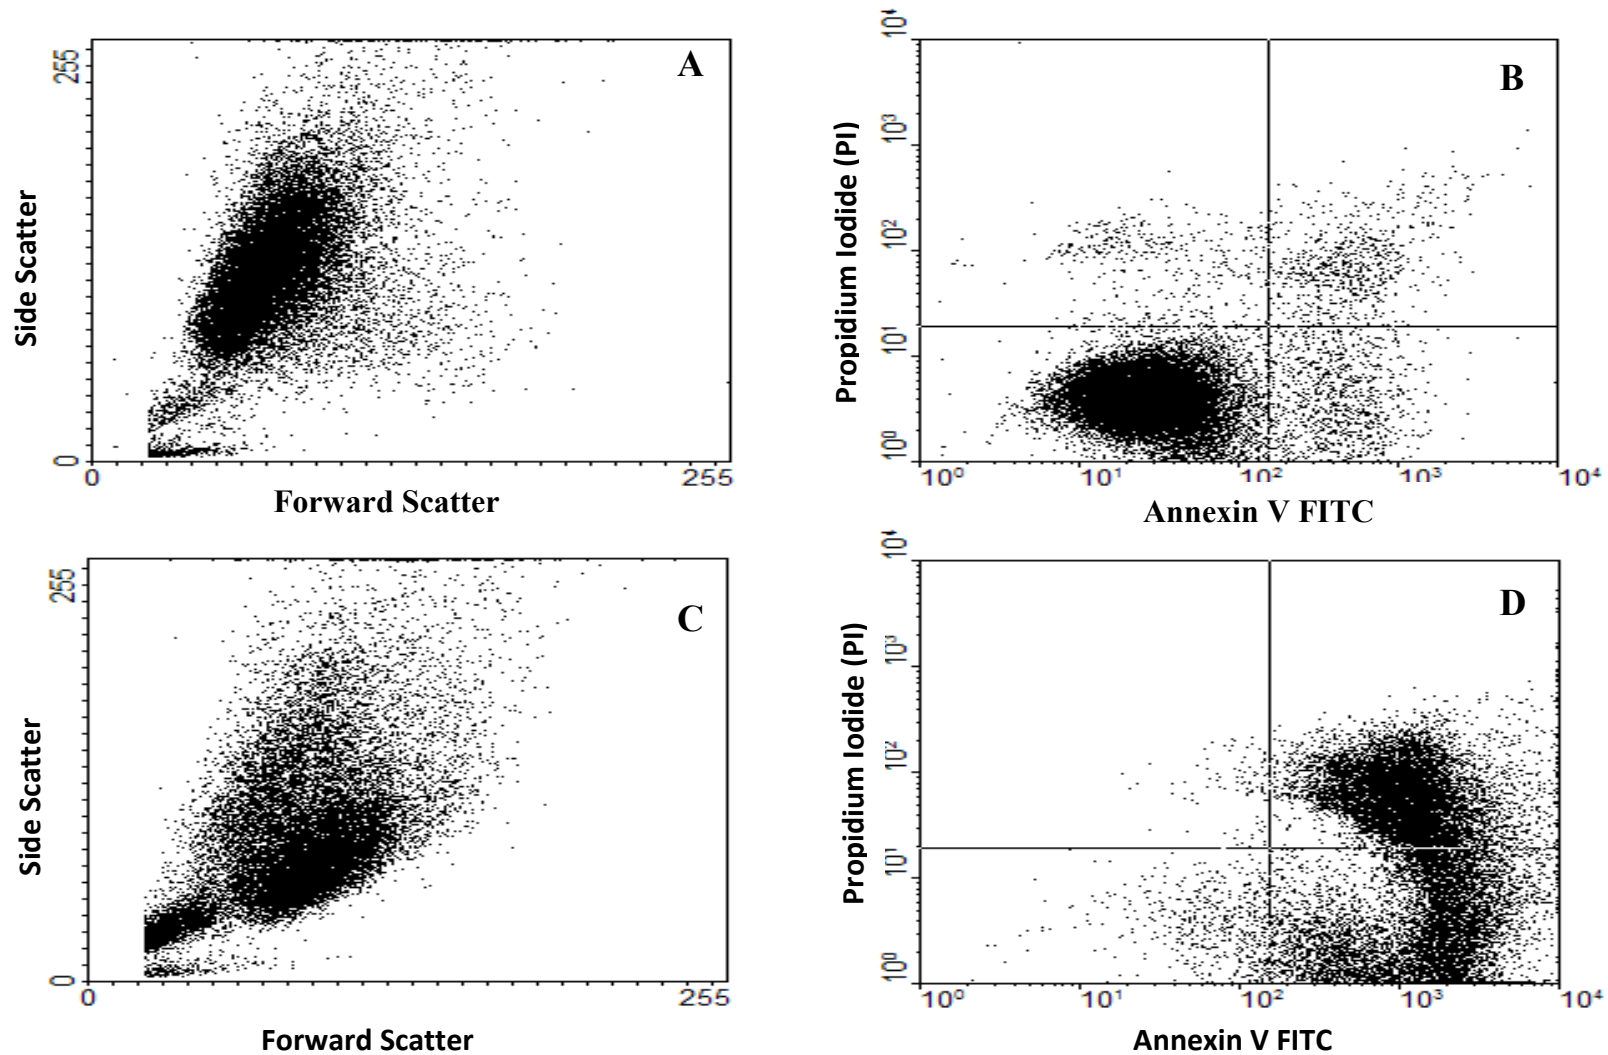 A
255
0
0
255
Side Scatter
Forward Scatter
B
10⁴
10³
10²
10¹
10⁰
10⁰ 10¹ 10² 10³ 10⁴
Propidium Iodide (PI)
Annexin V FITC
C
255
0
0
255
Side Scatter
Forward Scatter
D
10⁴
10³
10²
10¹
10⁰
10⁰ 10¹ 10² 10³ 10⁴
Propidium Iodide (PI)
Annexin V FITC